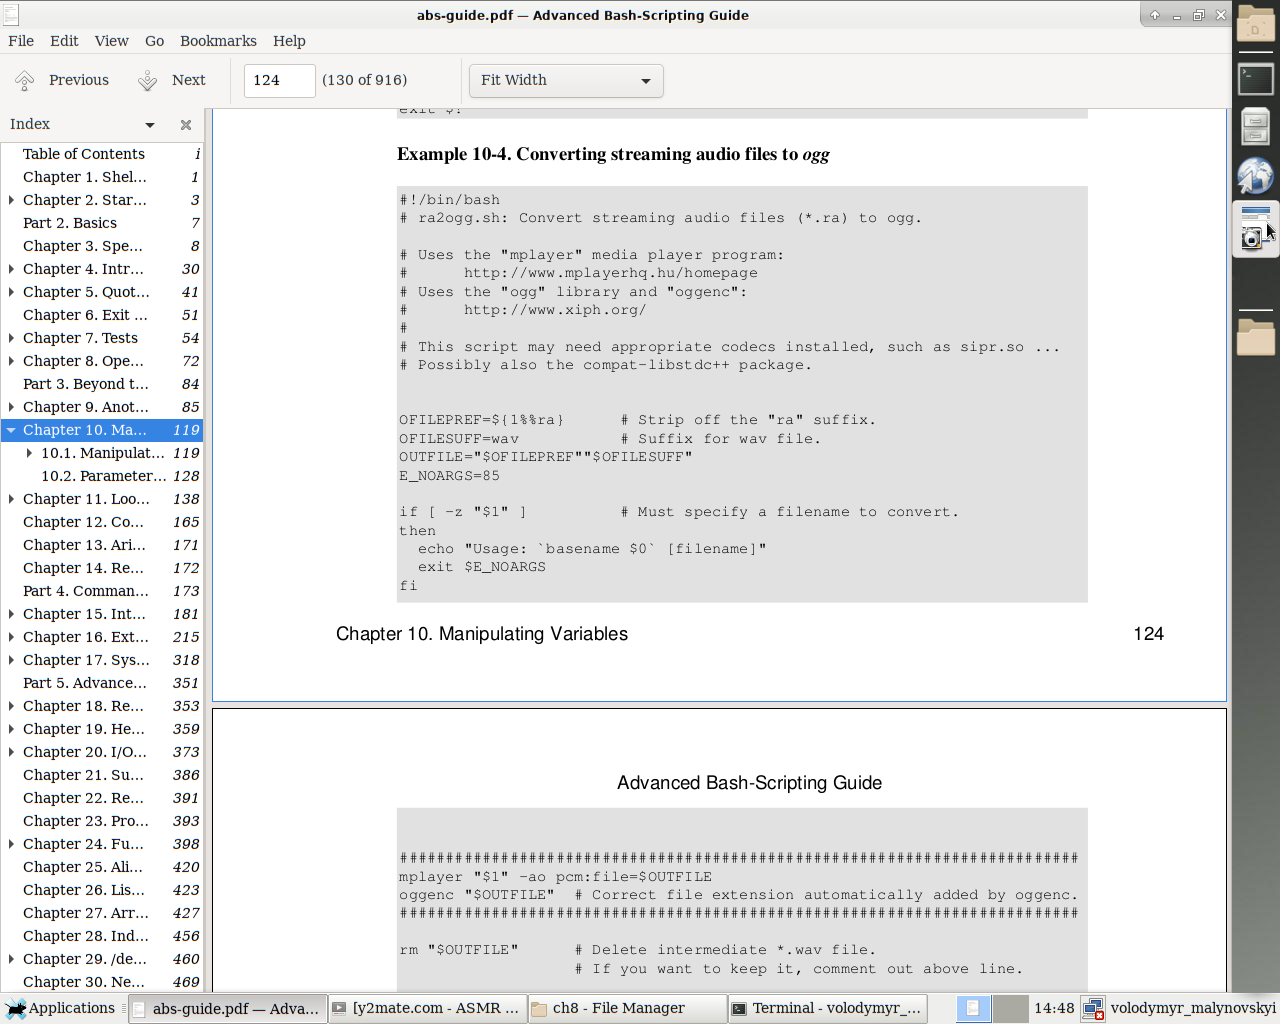 abs-guide.pdf — Advanced Bash-Scripting Guide
File Edit View Go Bookmarks Help
Previous Next 124 (130 of 916) Fit Width
Index
Table of Contents i
Chapter 1. Shel... 1
Chapter 2. Star... 3
Part 2. Basics 7
Chapter 3. Spe... 8
Chapter 4. Intr... 30
Chapter 5. Quot... 41
Chapter 6. Exit ... 51
Chapter 7. Tests 54
Chapter 8. Ope... 72
Part 3. Beyond t... 84
Chapter 9. Anot... 85
Chapter 10. Ma... 119
10.1. Manipulat... 119
10.2. Parameter... 128
Chapter 11. Loo... 138
Chapter 12. Co... 165
Chapter 13. Ari... 171
Chapter 14. Re... 172
Part 4. Comman... 173
Chapter 15. Int... 181
Chapter 16. Ext... 215
Chapter 17. Sys... 318
Part 5. Advance... 351
Chapter 18. Re... 353
Chapter 19. He... 359
Chapter 20. I/O... 373
Chapter 21. Su... 386
Chapter 22. Re... 391
Chapter 23. Pro... 393
Chapter 24. Fu... 398
Chapter 25. Ali... 420
Chapter 26. Lis... 423
Chapter 27. Arr... 427
Chapter 28. Ind... 456
Chapter 29. /de... 460
Chapter 30. Ne... 469
exit $?
Example 10-4. Converting streaming audio files to ogg
#!/bin/bash
# ra2ogg.sh: Convert streaming audio files (*.ra) to ogg.
# Uses the "mplayer" media player program:
#      http://www.mplayerhq.hu/homepage
# Uses the "ogg" library and "oggenc":
#      http://www.xiph.org/
#
# This script may need appropriate codecs installed, such as sipr.so ...
# Possibly also the compat-libstdc++ package.
OFILEPREF=${1%%ra}      # Strip off the "ra" suffix.
OFILESUFF=wav           # Suffix for wav file.
OUTFILE="$OFILEPREF""$OFILESUFF"
E_NOARGS=85
if [ -z "$1" ]          # Must specify a filename to convert.
then
  echo "Usage: `basename $0` [filename]"
  exit $E_NOARGS
fi
Chapter 10. Manipulating Variables 124
Advanced Bash-Scripting Guide
##########################################################################
mplayer "$1" -ao pcm:file=$OUTFILE
oggenc "$OUTFILE"  # Correct file extension automatically added by oggenc.
##########################################################################
rm "$OUTFILE"      # Delete intermediate *.wav file.
                   # If you want to keep it, comment out above line.
Applications abs-guide.pdf — Adva... [y2mate.com - ASMR ... ch8 - File Manager Terminal - volodymyr_... 14:48 volodymyr_malynovskyi